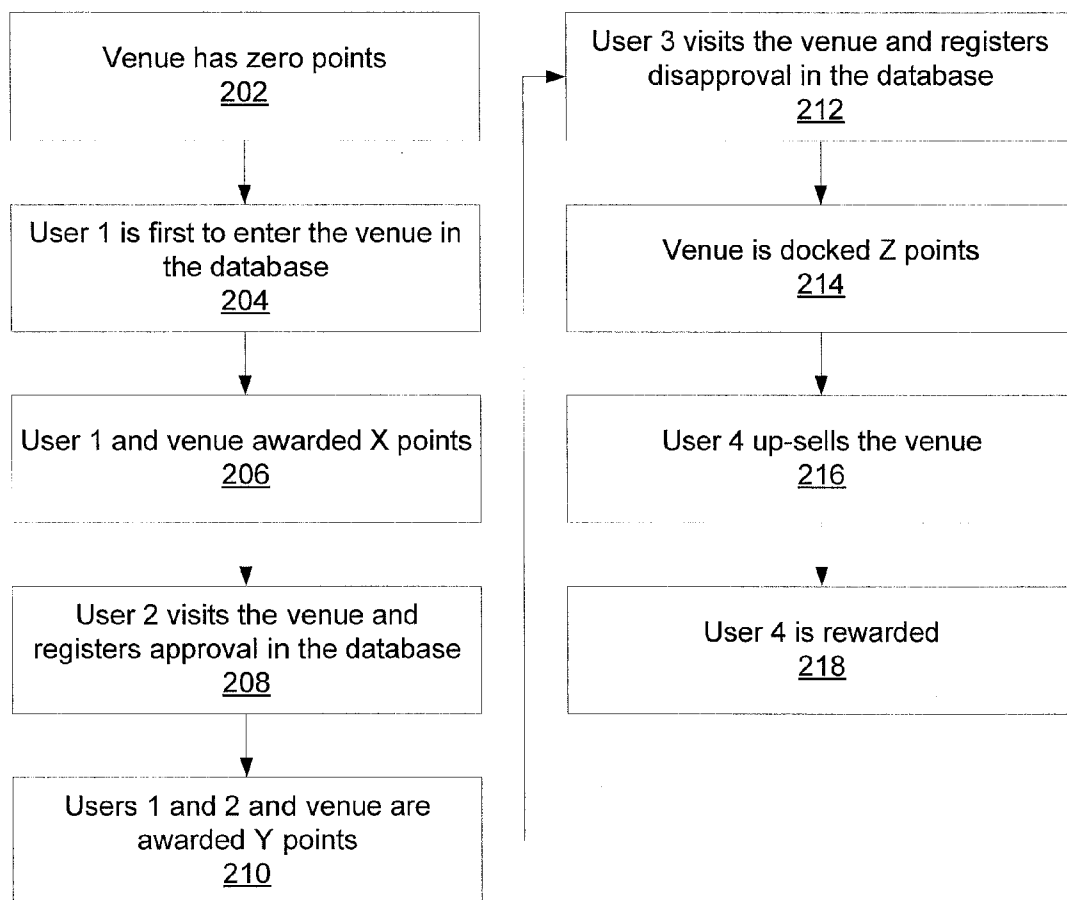 Venue has zero points
202
User 1 is first to enter the venue in
the database
204
User 1 and venue awarded X points
206
User 2 visits the venue and
registers approval in the database
208
Users 1 and 2 and venue are
awarded Y points
210
User 3 visits the venue and registers
disapproval in the database
212
Venue is docked Z points
214
User 4 up-sells the venue
216
User 4 is rewarded
218